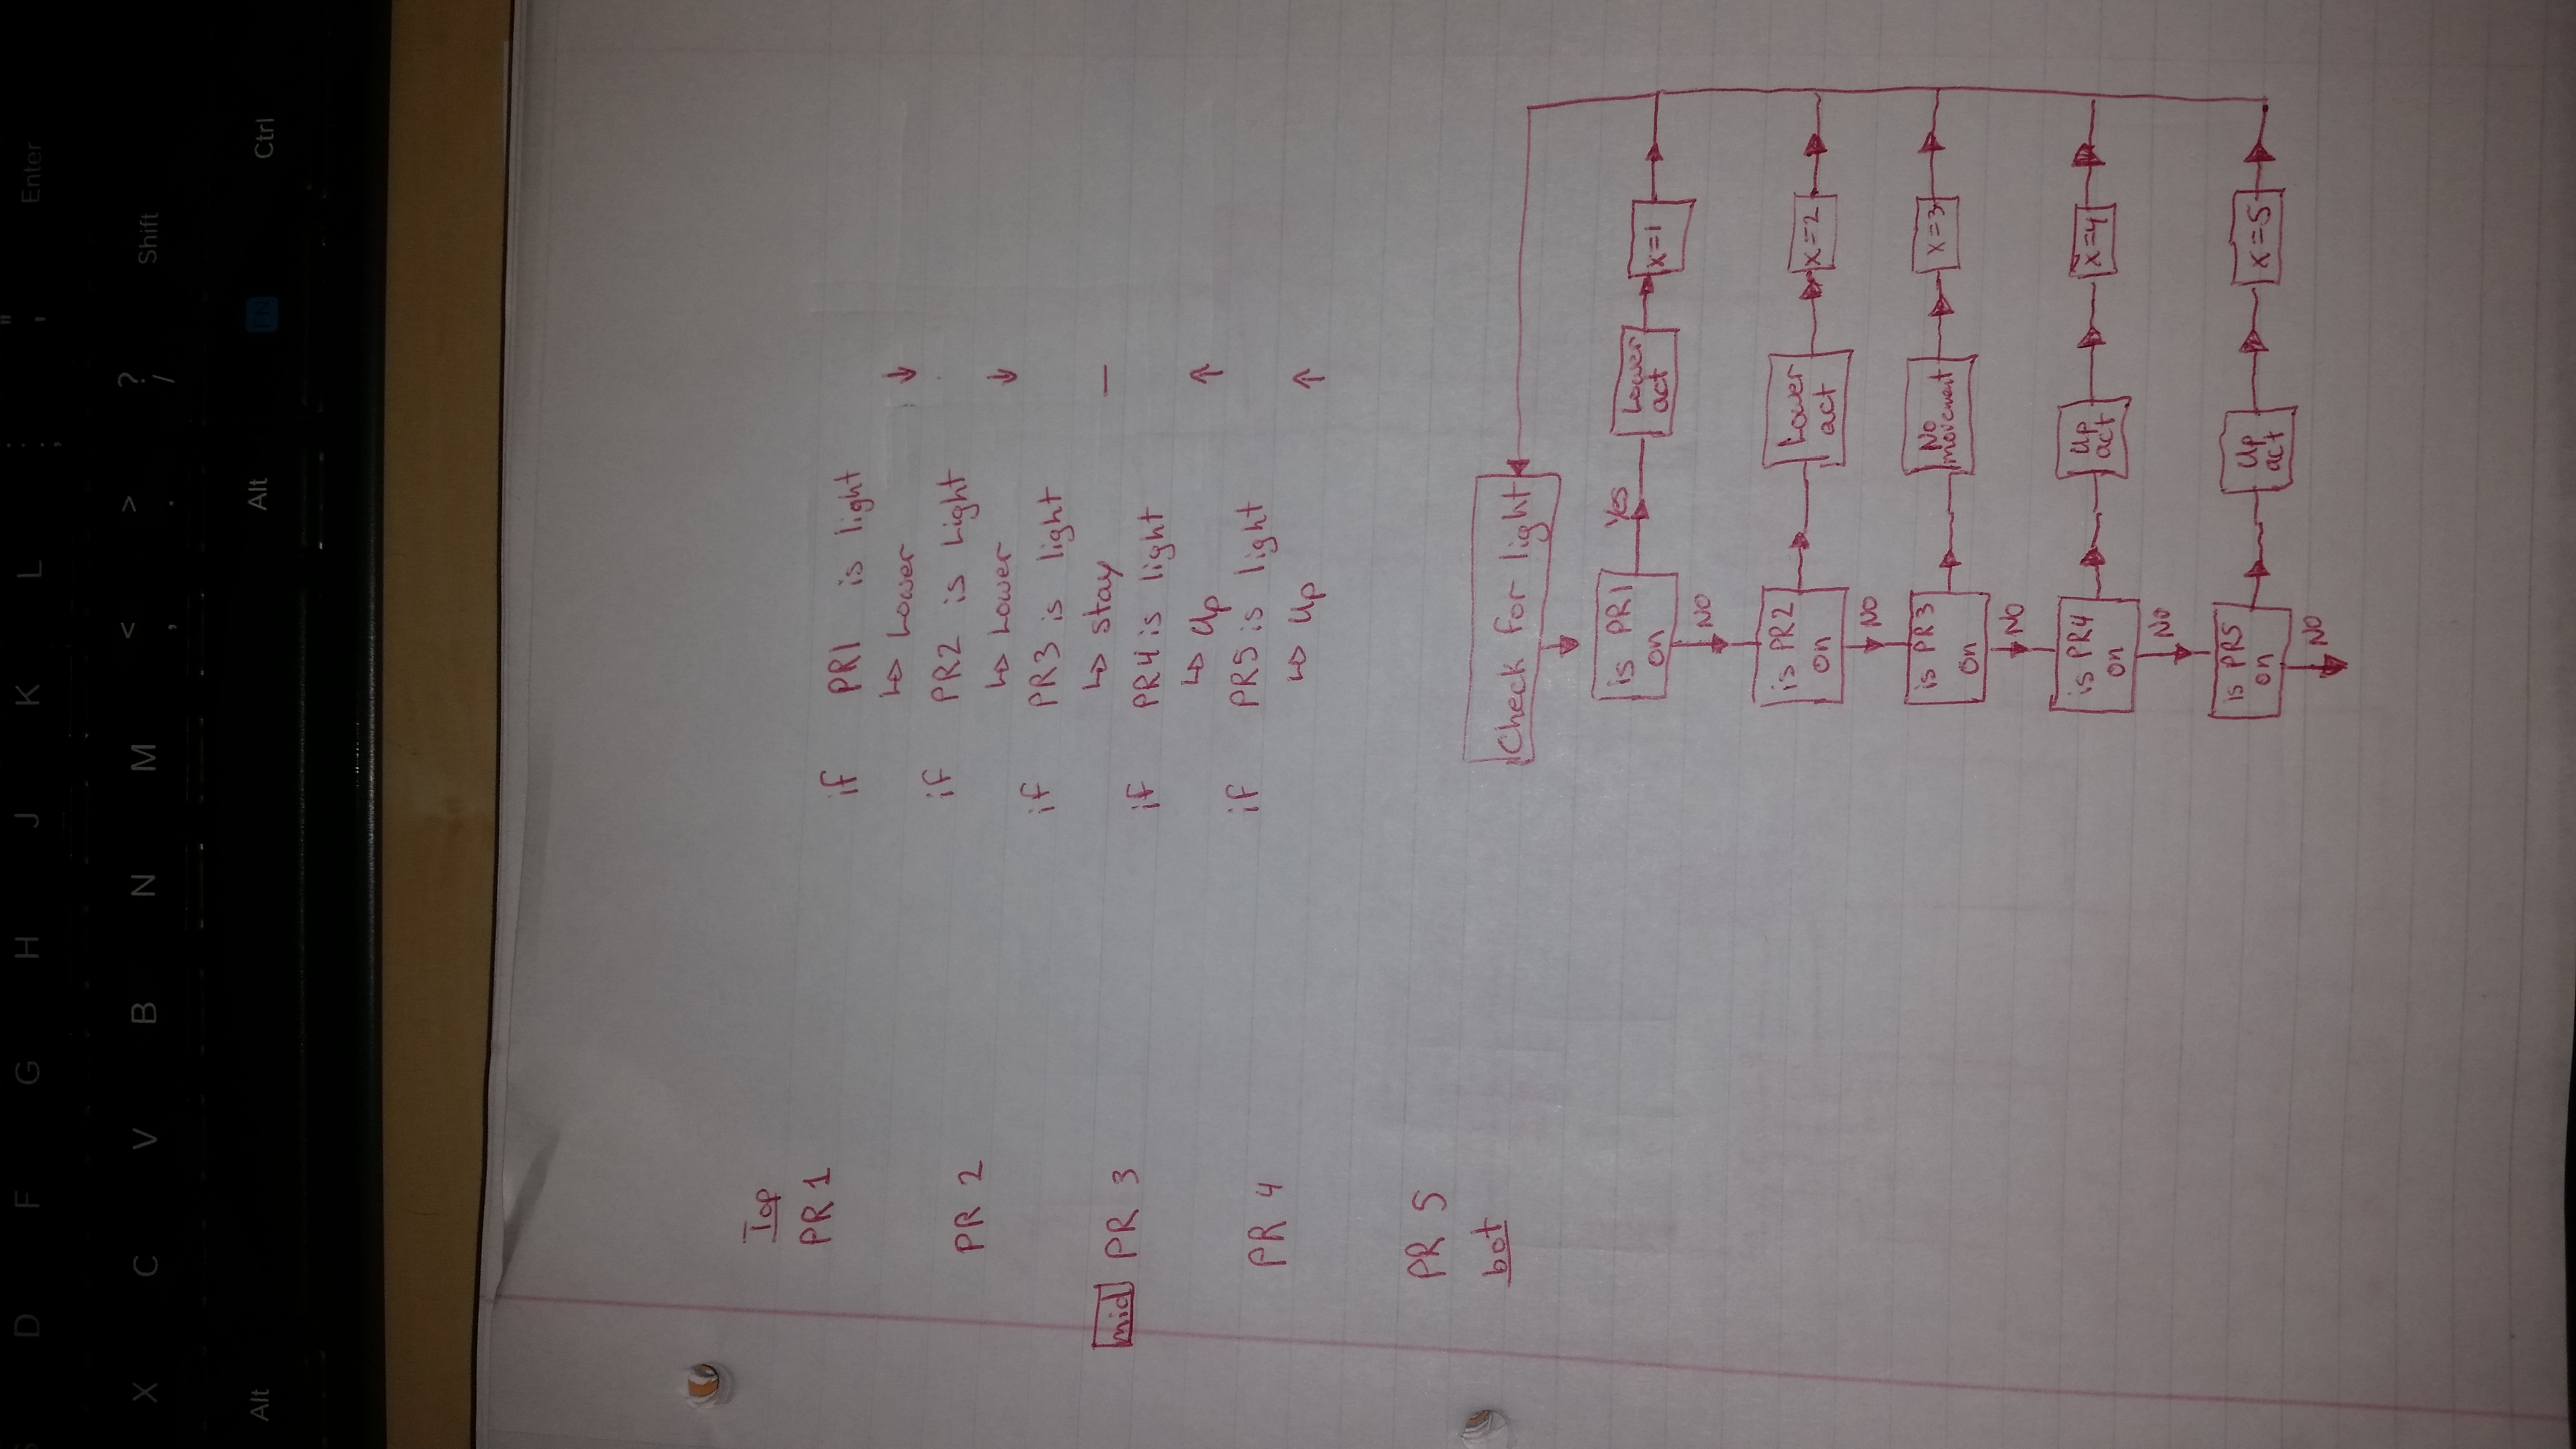 S D F G H J K L : ; " ' Enter
X C V B N M < , > . ? / Shift
Alt Alt FN Ctrl
Top
PR 1
PR 2
mid PR 3
PR 4
PR 5
bot
if PR1 is light
↳ Lower ↓
if PR2 is Light
↳ Lower ↓
if PR3 is light
↳ stay —
if PR4 is light
↳ Up ↑
if PR5 is light
↳ Up ↑
Check for light
is PR1 on
Yes
Lower act
x=1
NO
is PR2 on
Lower act
x=2
NO
is PR3 on
No movement
x=3
NO
is PR4 on
Up act
x=4
NO
is PR5 on
Up act
x=5
NO